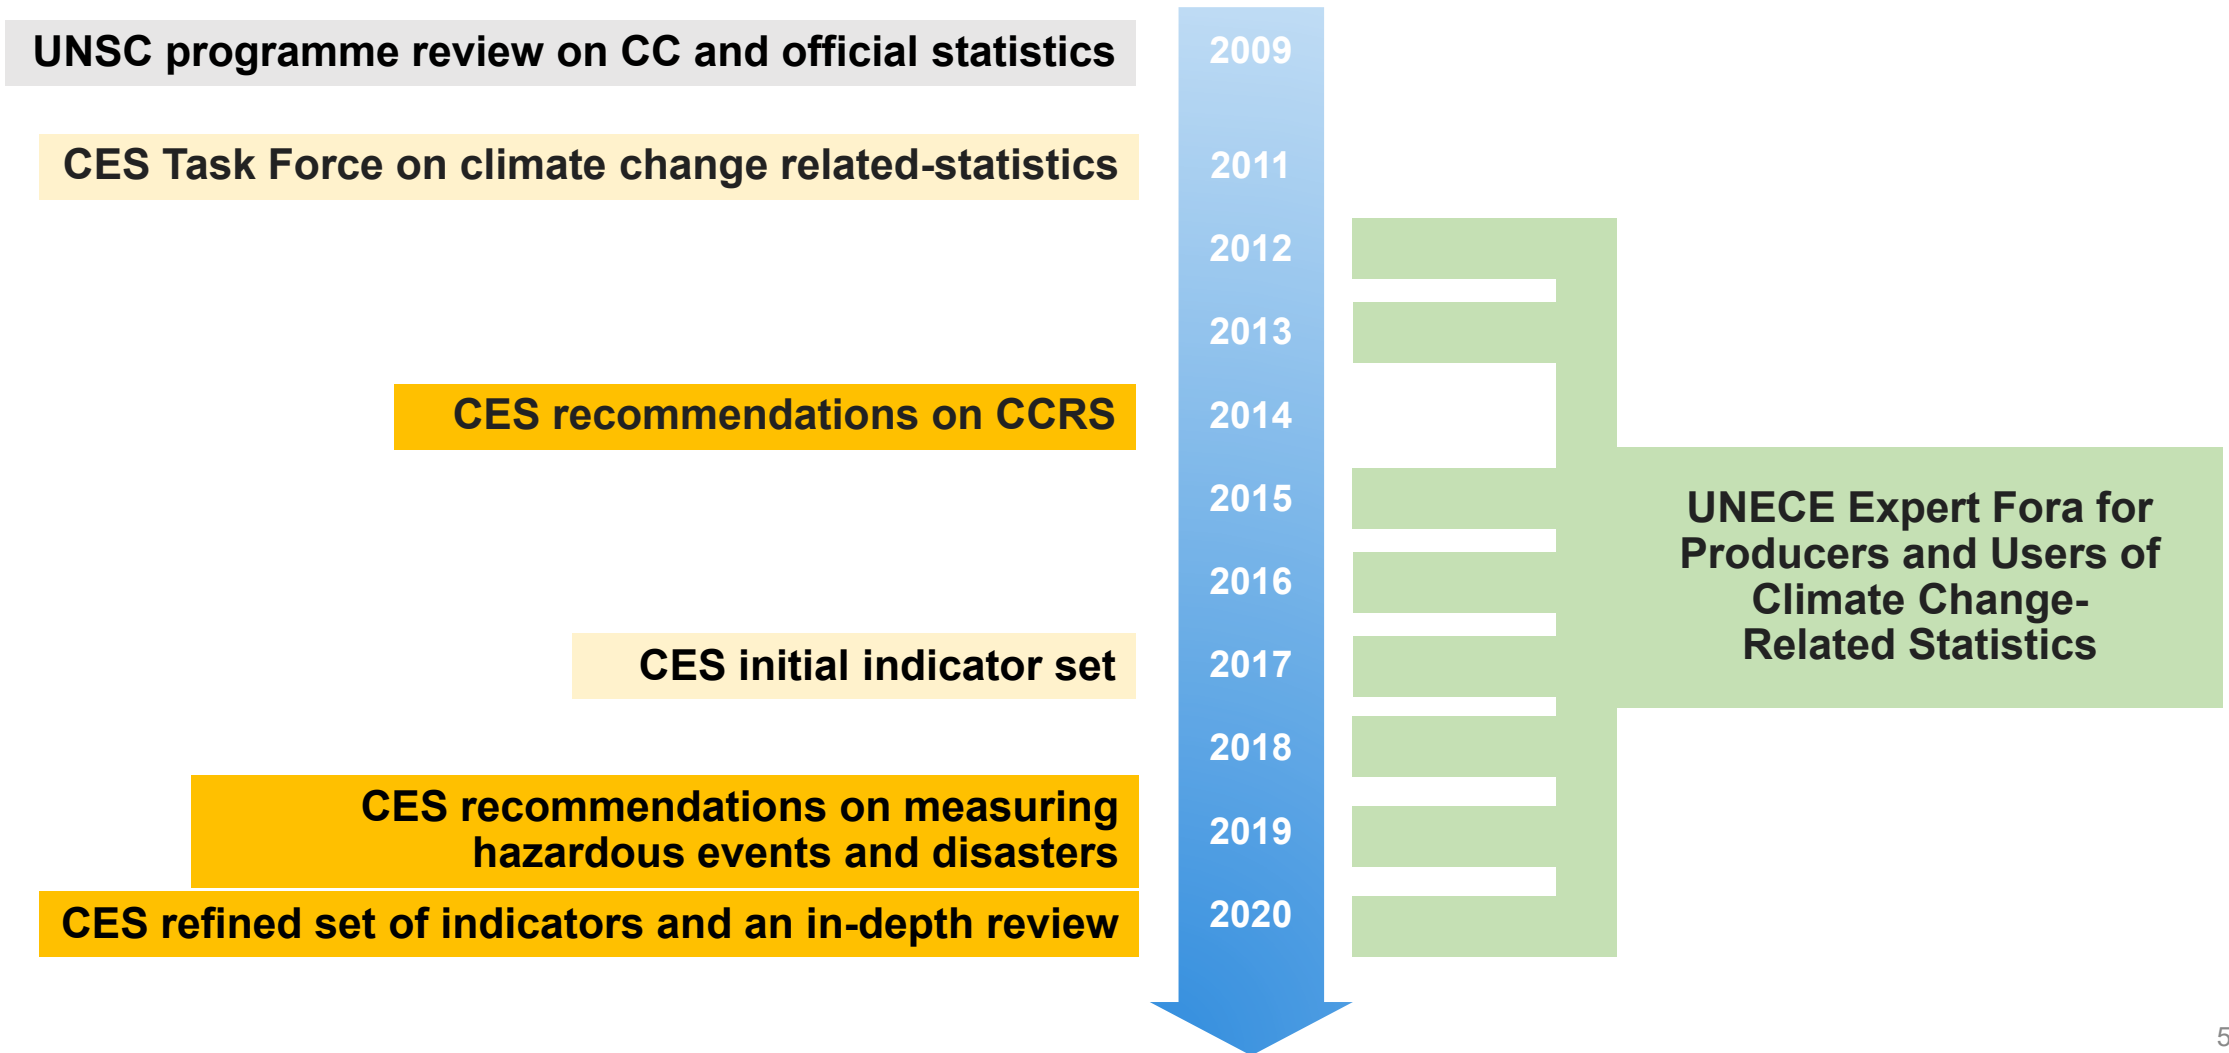 UNSC programme review on CC and official statistics
2009
CES Task Force on climate change related-statistics
2011
2012
2013
CES recommendations on CCRS
2014
2015
2016
CES initial indicator set
2017
2018
CES recommendations on measuring
hazardous events and disasters
2019
CES refined set of indicators and an in-depth review
2020
UNECE Expert Fora for
Producers and Users of
Climate Change-
Related Statistics
5